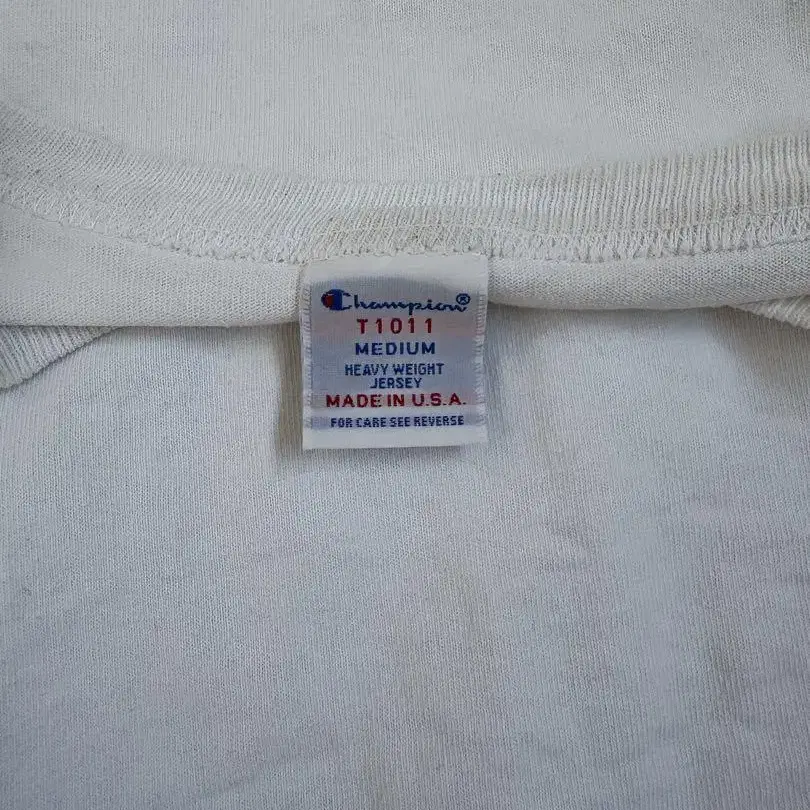 Champion®
T1011
MEDIUM
HEAVY WEIGHT
JERSEY
MADE IN U.S.A.
FOR CARE SEE REVERSE